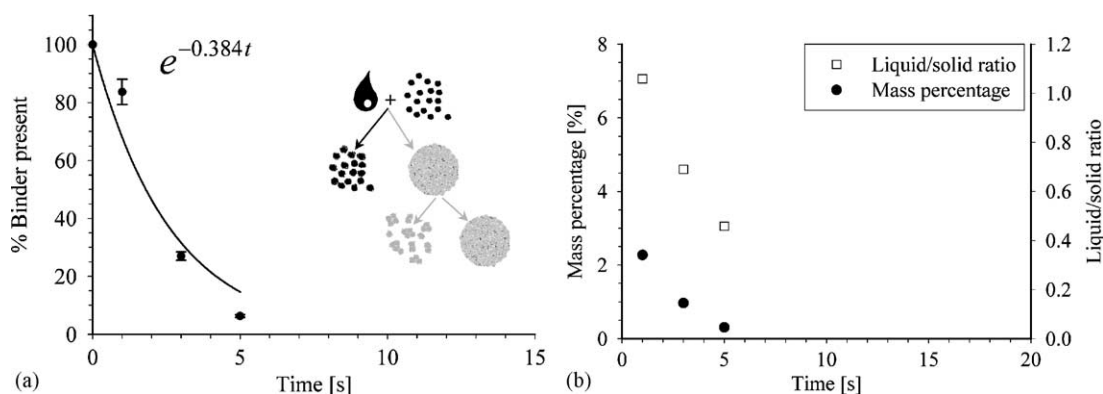 100
80
60
40
20
0
% Binder present
e^{-0.384t}
+
0 5 10 15
(a) Time [s]
8
6
4
2
0
Mass percentage [%]
Liquid/solid ratio
Mass percentage
1.2
1.0
0.8
0.6
0.4
0.2
0.0
Liquid/solid ratio
0 5 10 15 20
(b) Time [s]